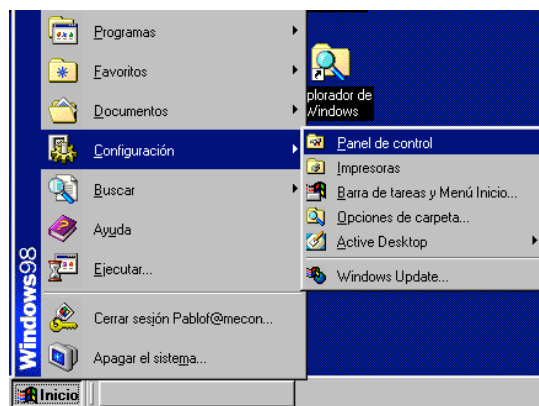 Programas
Favoritos
Documentos
Configuración
Buscar
Ayuda
Ejecutar...
Cerrar sesión Pablof@mecon...
Apagar el sistema...
Windows98
Inicio
plorador de
Windows
Panel de control
Impresoras
Barra de tareas y Menú Inicio...
Opciones de carpeta...
Active Desktop
Windows Update...